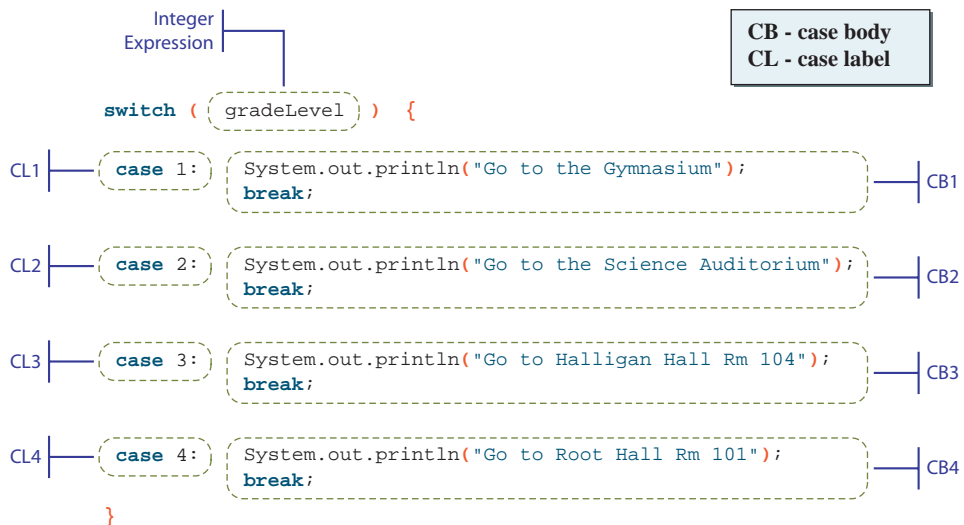 Integer
Expression
CB - case body
CL - case label
switch ( gradeLevel ) {
CL1 case 1: System.out.println("Go to the Gymnasium");
break;
CB1
CL2 case 2: System.out.println("Go to the Science Auditorium");
break;
CB2
CL3 case 3: System.out.println("Go to Halligan Hall Rm 104");
break;
CB3
CL4 case 4: System.out.println("Go to Root Hall Rm 101");
break;
CB4
}